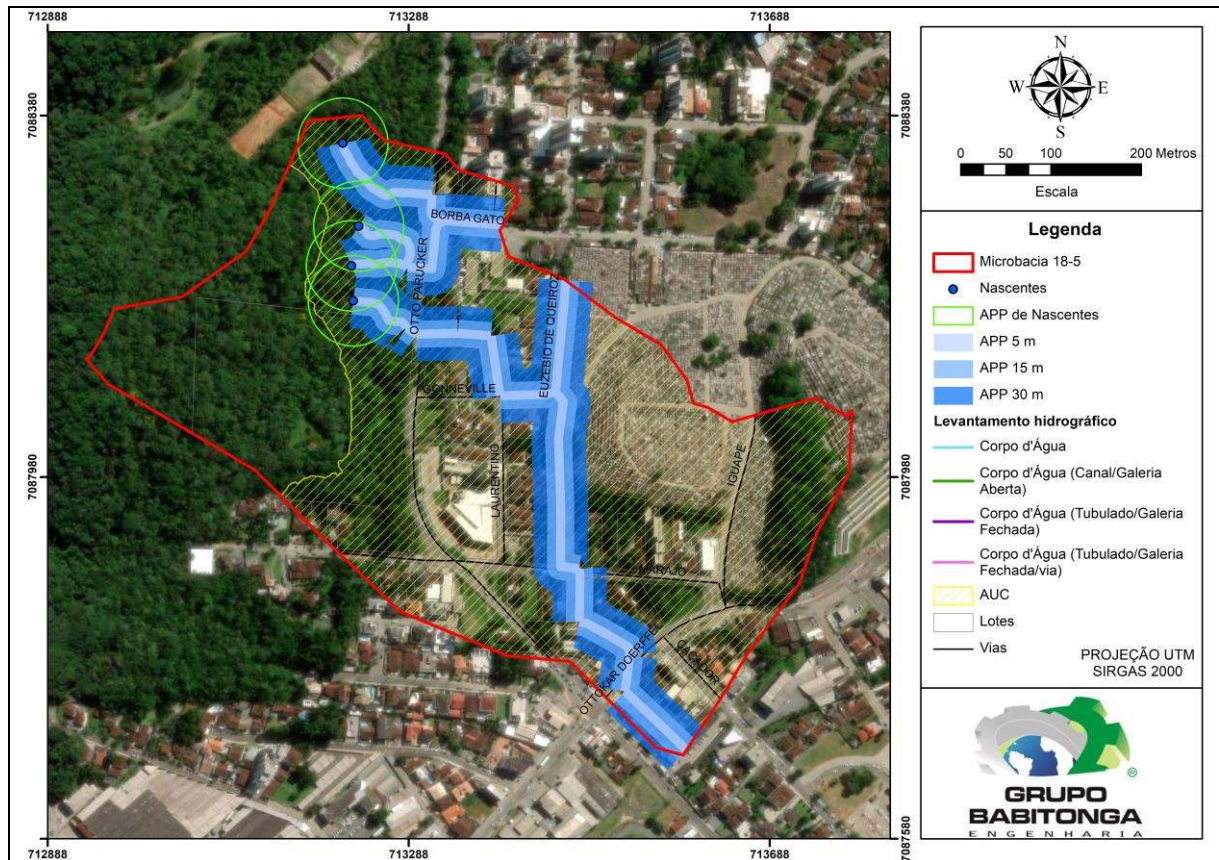 712888
713288
713688
7088380
7087980
7088380
7087980
7087580
712888
713288
713688
BORBA GATO
OTTO PARUCKER
EUZEBIO DE QUEIROZ
GONNEVILLE
LAURENTINO
IGUAPE
MARAJO
CAÇADOR
OTTOKAR DOERFFEL
N
W
E
S
0 50 100 200 Metros
Escala
Legenda
Microbacia 18-5
Nascentes
APP de Nascentes
APP 5 m
APP 15 m
APP 30 m
Levantamento hidrográfico
Corpo d'Água
Corpo d'Água (Canal/Galeria
Aberta)
Corpo d'Água (Tubulado/Galeria
Fechada)
Corpo d'Água (Tubulado/Galeria
Fechada/via)
AUC
Lotes
Vias
PROJEÇÃO UTM
SIRGAS 2000
®
GRUPO
BABITONGA
ENGENHARIA